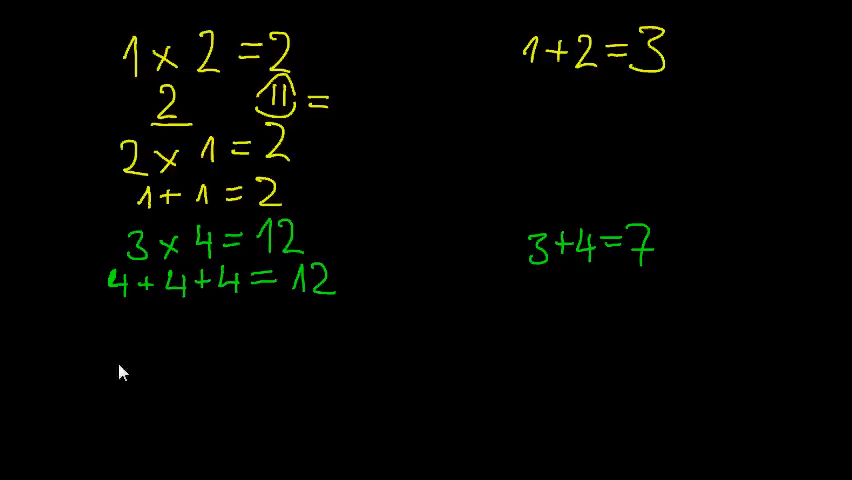 1 x 2 = 2
2 11 =
2 x 1 = 2
1 + 1 = 2
3 x 4 = 12
4 + 4 + 4 = 12
1 + 2 = 3
3 + 4 = 7